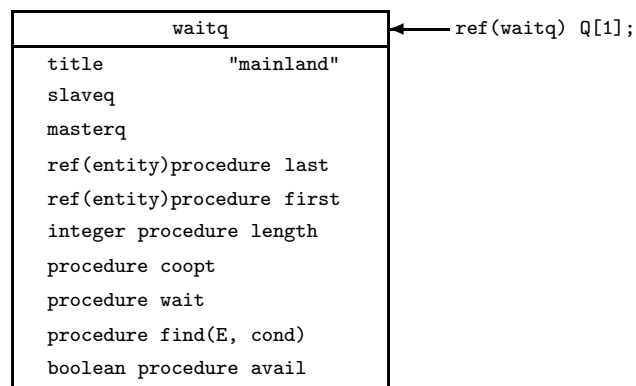 waitq
ref(waitq) Q[1];
title "mainland"
slaveq
masterq
ref(entity)procedure last
ref(entity)procedure first
integer procedure length
procedure coopt
procedure wait
procedure find(E, cond)
boolean procedure avail